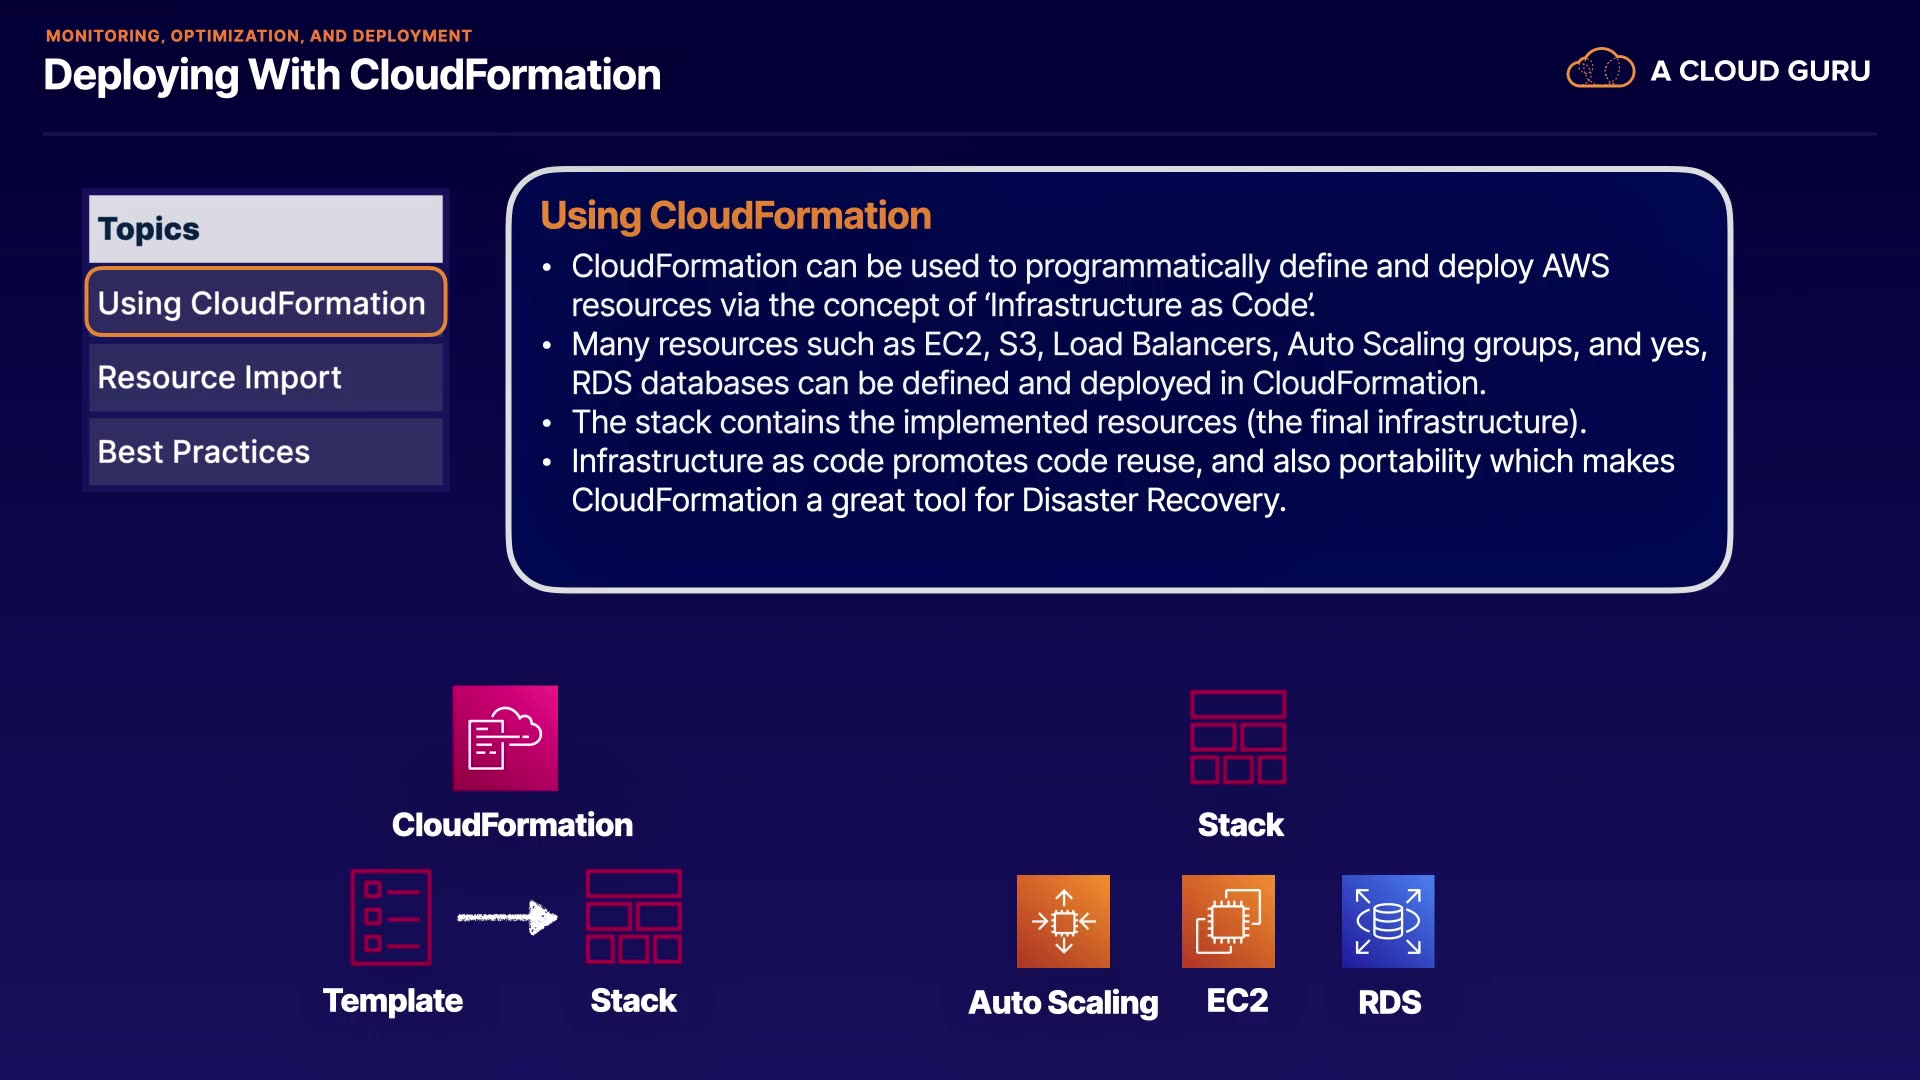 MONITORING, OPTIMIZATION, AND DEPLOYMENT
Deploying With CloudFormation
A CLOUD GURU
Topics
Using CloudFormation
Resource Import
Best Practices
Using CloudFormation
• CloudFormation can be used to programmatically define and deploy AWS
resources via the concept of ‘Infrastructure as Code’.
• Many resources such as EC2, S3, Load Balancers, Auto Scaling groups, and yes,
RDS databases can be defined and deployed in CloudFormation.
• The stack contains the implemented resources (the final infrastructure).
• Infrastructure as code promotes code reuse, and also portability which makes
CloudFormation a great tool for Disaster Recovery.
CloudFormation
Template
Stack
Stack
Auto Scaling
EC2
RDS